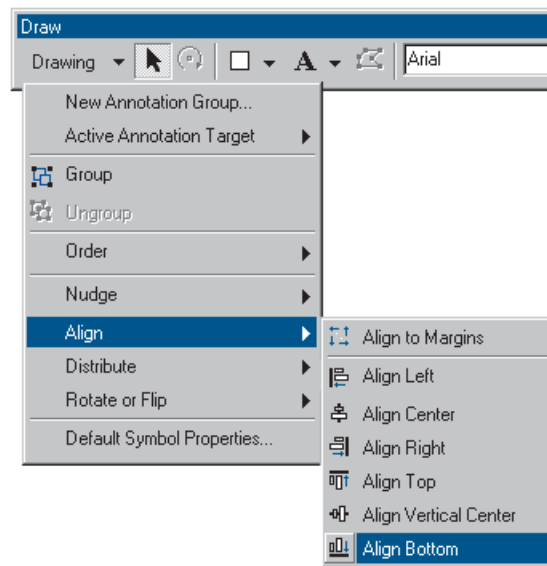 Draw
Drawing A Arial
New Annotation Group...
Active Annotation Target
Group
Ungroup
Order
Nudge
Align
Distribute
Rotate or Flip
Default Symbol Properties...
Align to Margins
Align Left
Align Center
Align Right
Align Top
Align Vertical Center
Align Bottom